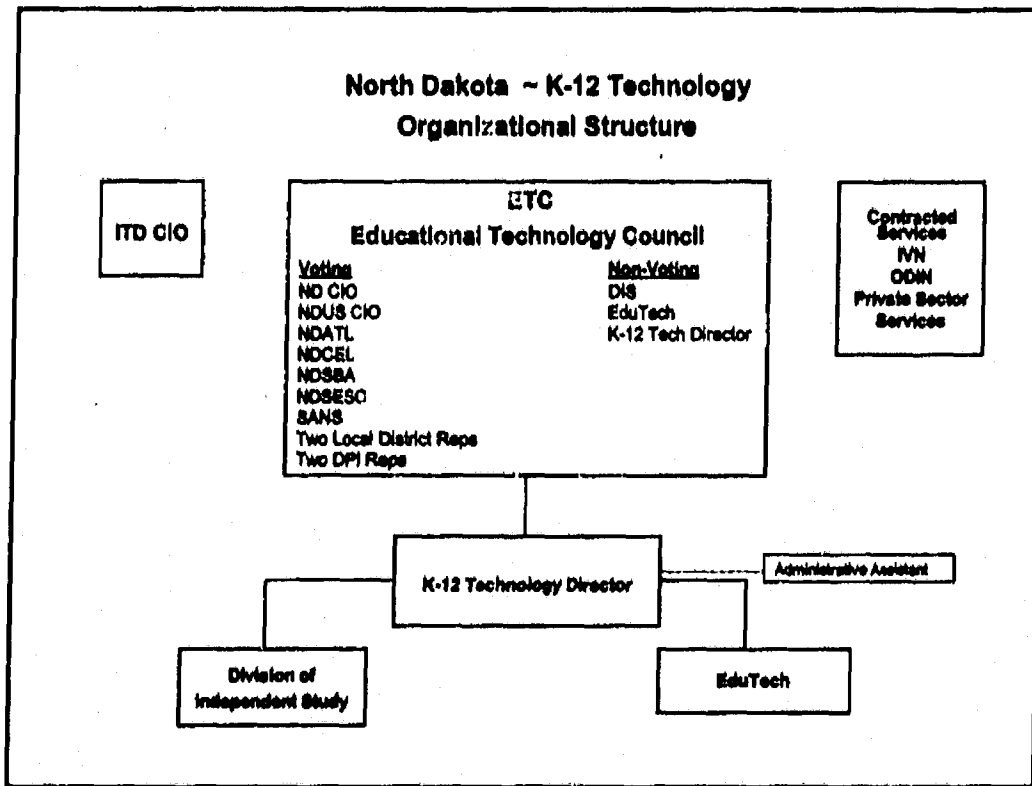 North Dakota ~ K-12 Technology
Organizational Structure
ITD CIO
ETC
Educational Technology Council
Voting
ND CIO
NDUS CIO
NDATL
NDCEL
NDSBA
NDSESC
SANS
Two Local District Reps
Two DPI Reps
Non-Voting
DIS
EduTech
K-12 Tech Director
Contracted
Services
IVN
ODIN
Private Sector
Services
K-12 Technology Director
Administrative Assistant
Division of
Independent Study
EduTech